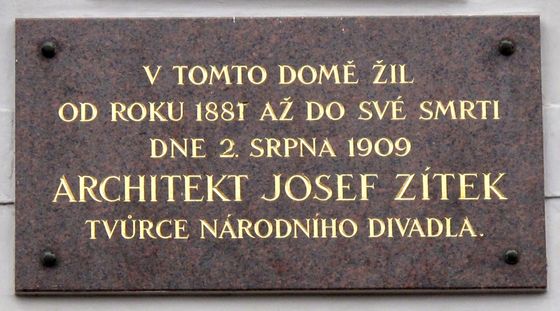 V TOMTO DOMĚ ŽIL
OD ROKU 1881 AŽ DO SVÉ SMRTI
DNE 2. SRPNA 1909
ARCHITEKT JOSEF ZÍTEK
TVŮRCE NÁRODNÍHO DIVADLA.